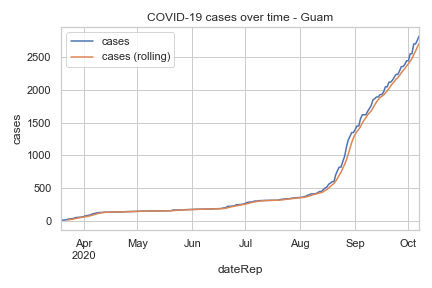 COVID-19 cases over time - Guam
cases
cases (rolling)
2500
2000
1500
1000
500
0
cases
Apr
2020
May
Jun
Jul
Aug
Sep
Oct
dateRep